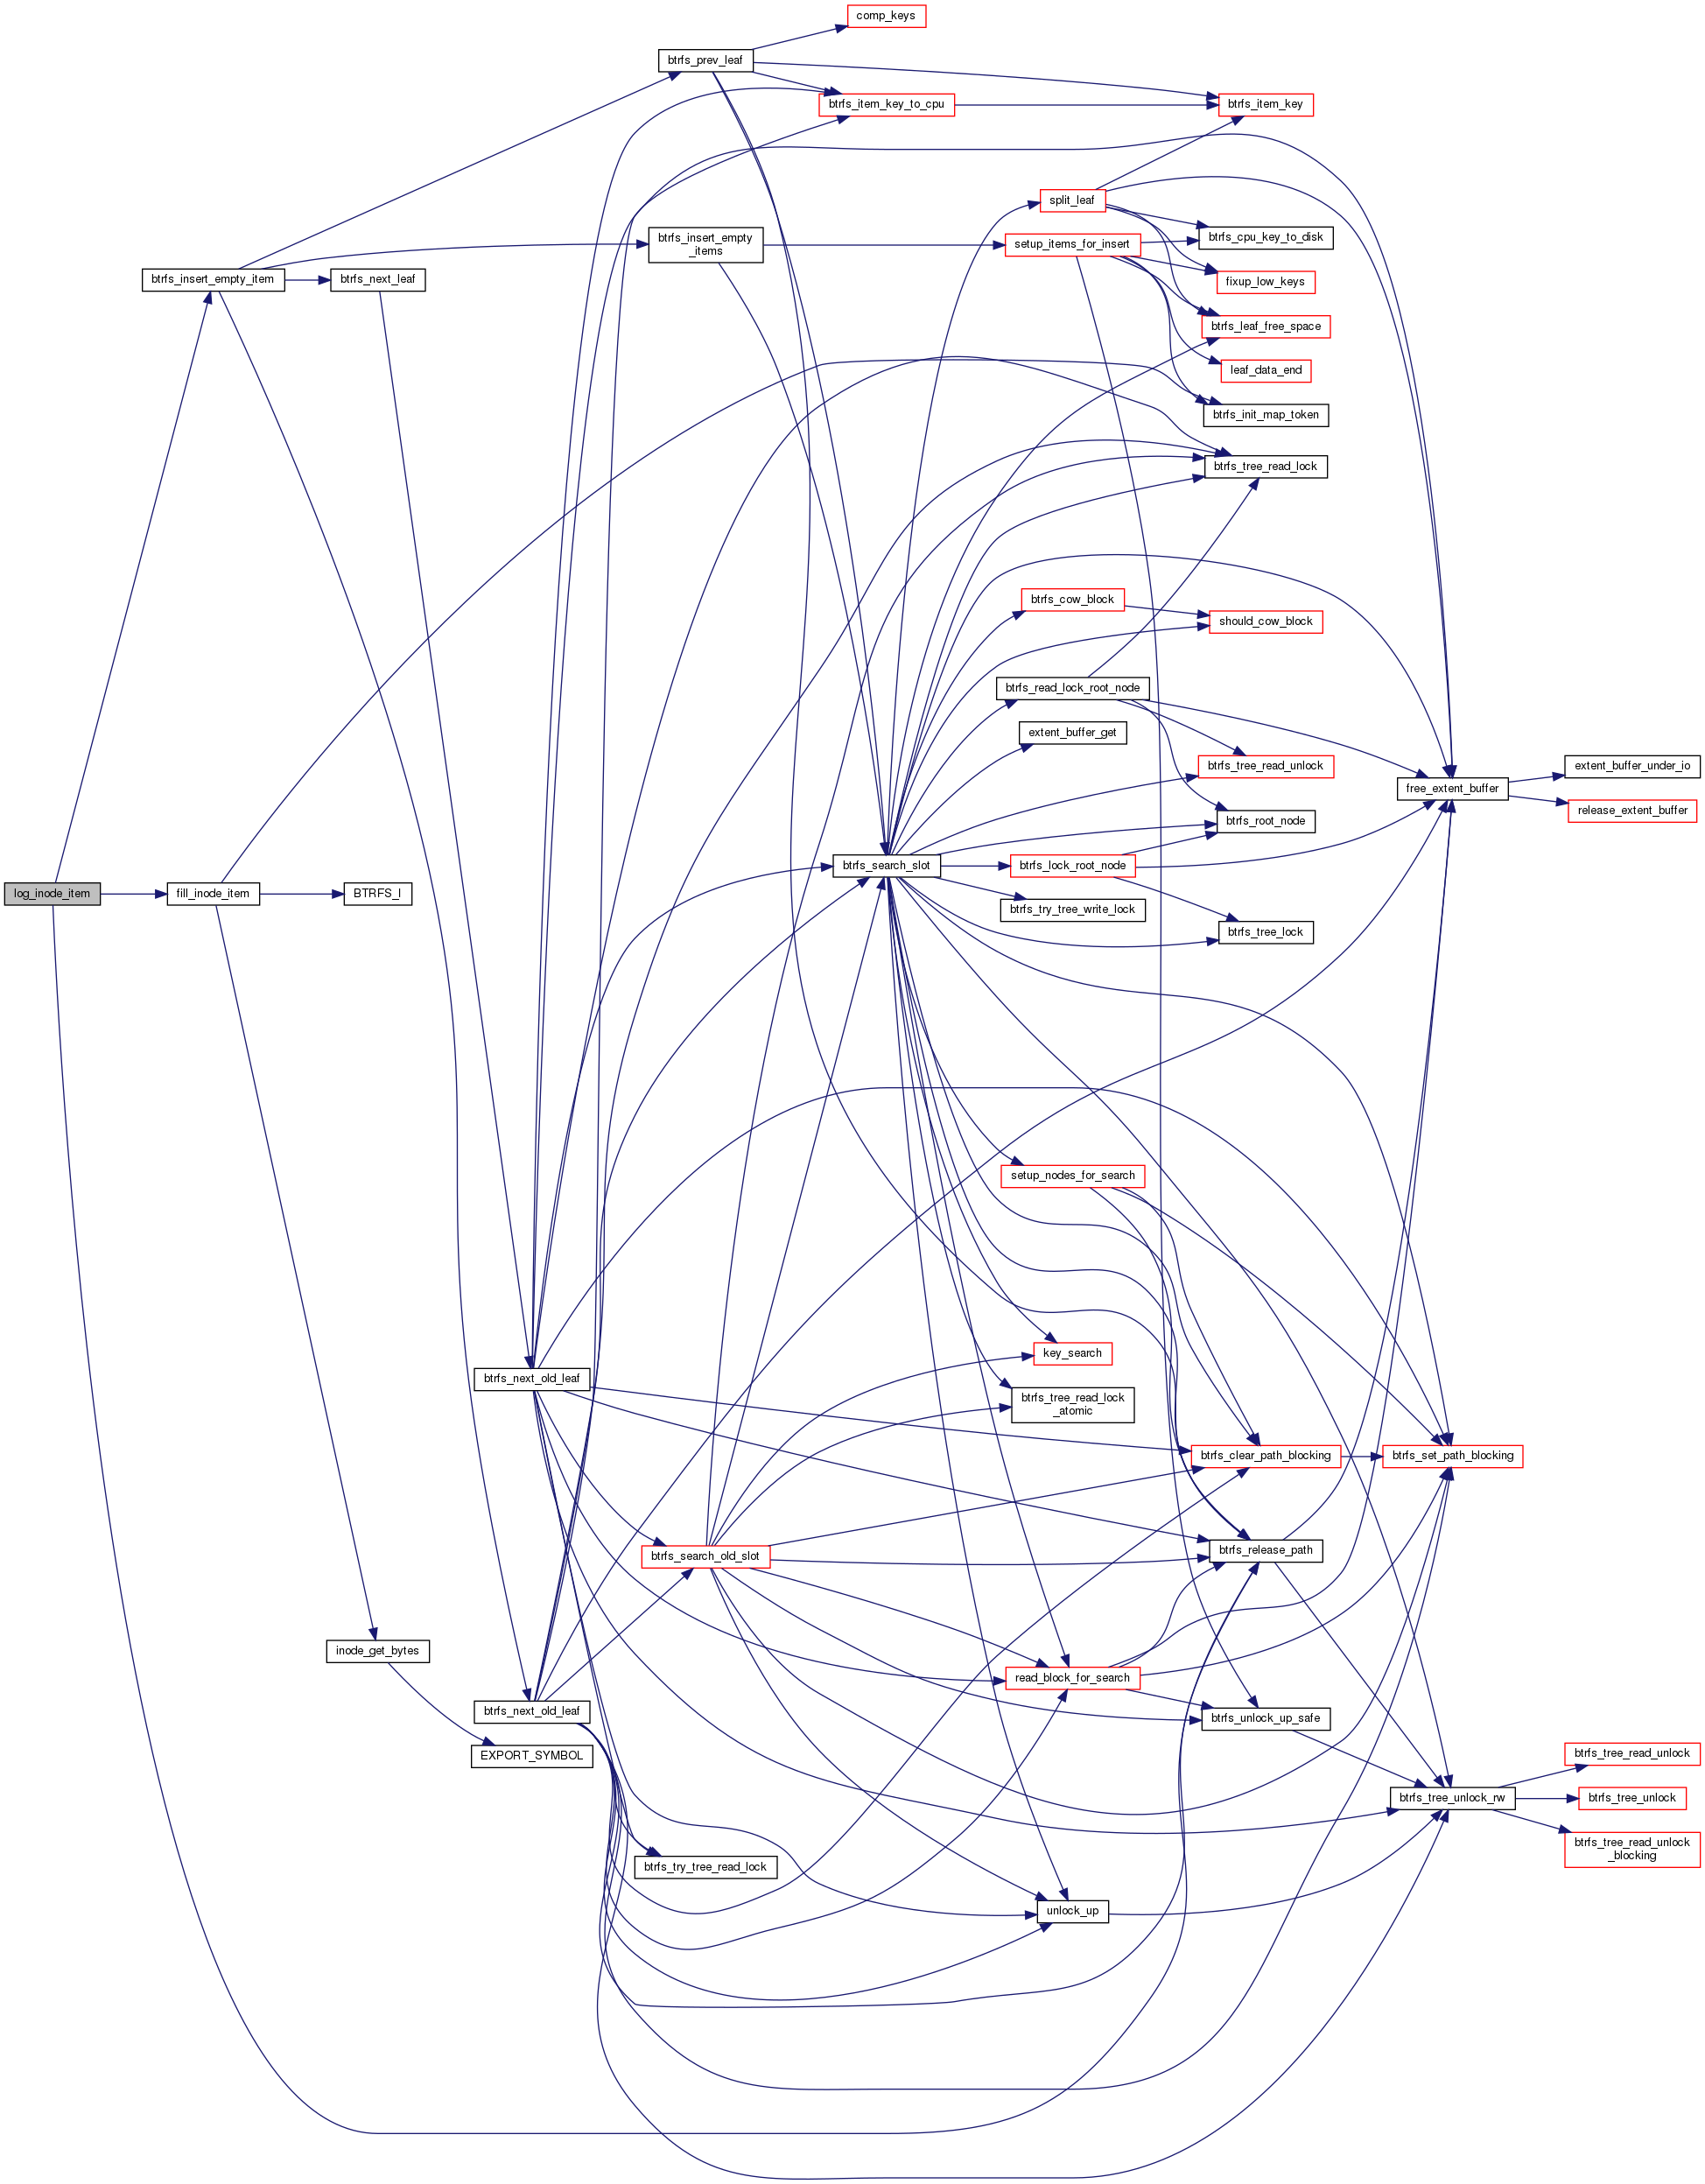 comp_keys
btrfs_prev_leaf
btrfs_item_key_to_cpu
btrfs_item_key
split_leaf
btrfs_cpu_key_to_disk
btrfs_insert_empty
_items
setup_items_for_insert
btrfs_insert_empty_item
btrfs_next_leaf
fixup_low_keys
btrfs_leaf_free_space
leaf_data_end
btrfs_init_map_token
btrfs_tree_read_lock
btrfs_cow_block
should_cow_block
btrfs_read_lock_root_node
extent_buffer_get
btrfs_tree_read_unlock
extent_buffer_under_io
free_extent_buffer
release_extent_buffer
btrfs_root_node
btrfs_search_slot
btrfs_lock_root_node
log_inode_item
fill_inode_item
BTRFS_I
btrfs_try_tree_write_lock
btrfs_tree_lock
setup_nodes_for_search
key_search
btrfs_next_old_leaf
btrfs_tree_read_lock
_atomic
btrfs_clear_path_blocking
btrfs_set_path_blocking
btrfs_search_old_slot
btrfs_release_path
inode_get_bytes
read_block_for_search
btrfs_next_old_leaf
btrfs_unlock_up_safe
EXPORT_SYMBOL
btrfs_tree_read_unlock
btrfs_tree_unlock_rw
btrfs_tree_unlock
btrfs_tree_read_unlock
_blocking
btrfs_try_tree_read_lock
unlock_up